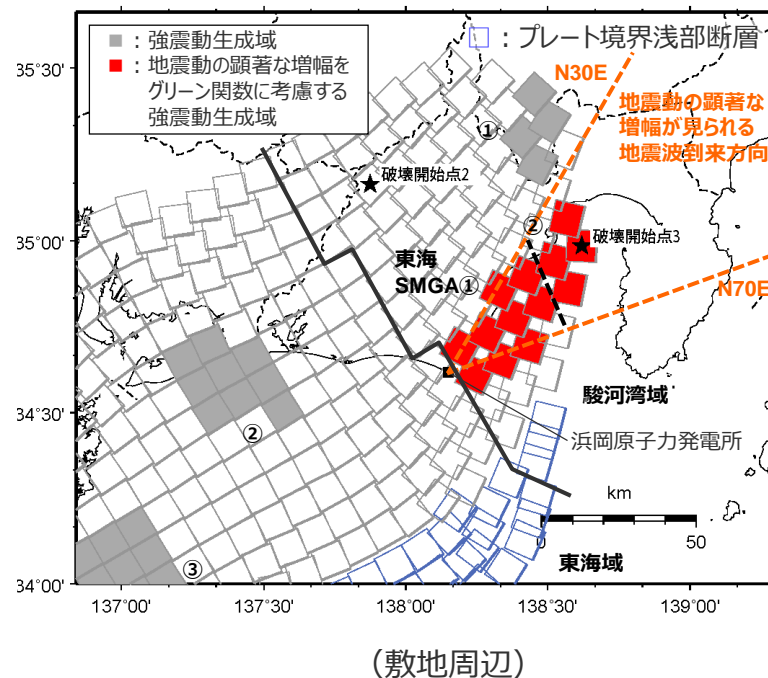 ：強震動生成域
：地震動の顕著な増幅を
グリーン関数に考慮する
強震動生成域
：プレート境界浅部断層
N30E
地震動の顕著な
増幅が見られる
地震波到来方向
①
破壊開始点2
②
破壊開始点3
東海
SMGA①
N70E
駿河湾域
②
浜岡原子力発電所
km
0
50
③
東海域
35°30'
35°00'
34°30'
34°00'
137°00'
137°30'
138°00'
138°30'
139°00'
（敷地周辺）